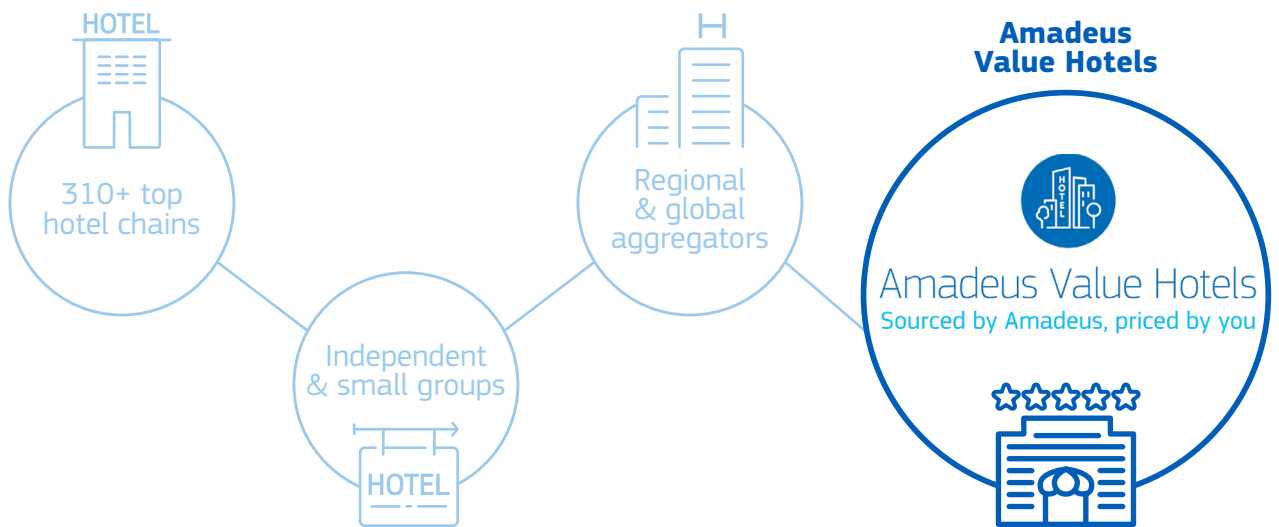 HOTEL
310+ top
hotel chains
Independent
& small groups
HOTEL
H
Regional
& global
aggregators
Amadeus
Value Hotels
HOTEL
Amadeus Value Hotels
Sourced by Amadeus, priced by you